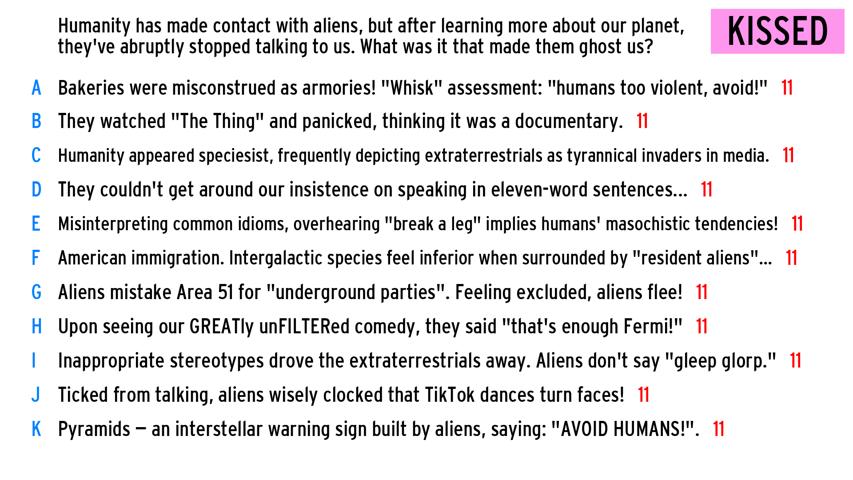 Humanity has made contact with aliens, but after learning more about our planet,
they've abruptly stopped talking to us. What was it that made them ghost us?
KISSED
A Bakeries were misconstrued as armories! "Whisk" assessment: "humans too violent, avoid!" 11
B They watched "The Thing" and panicked, thinking it was a documentary. 11
C Humanity appeared speciesist, frequently depicting extraterrestrials as tyrannical invaders in media. 11
D They couldn't get around our insistence on speaking in eleven-word sentences... 11
E Misinterpreting common idioms, overhearing "break a leg" implies humans' masochistic tendencies! 11
F American immigration. Intergalactic species feel inferior when surrounded by "resident aliens"... 11
G Aliens mistake Area 51 for "underground parties". Feeling excluded, aliens flee! 11
H Upon seeing our GREATly unFILTERed comedy, they said "that's enough Fermi!" 11
I Inappropriate stereotypes drove the extraterrestrials away. Aliens don't say "gleep glorp." 11
J Ticked from talking, aliens wisely clocked that TikTok dances turn faces! 11
K Pyramids – an interstellar warning sign built by aliens, saying: "AVOID HUMANS!". 11